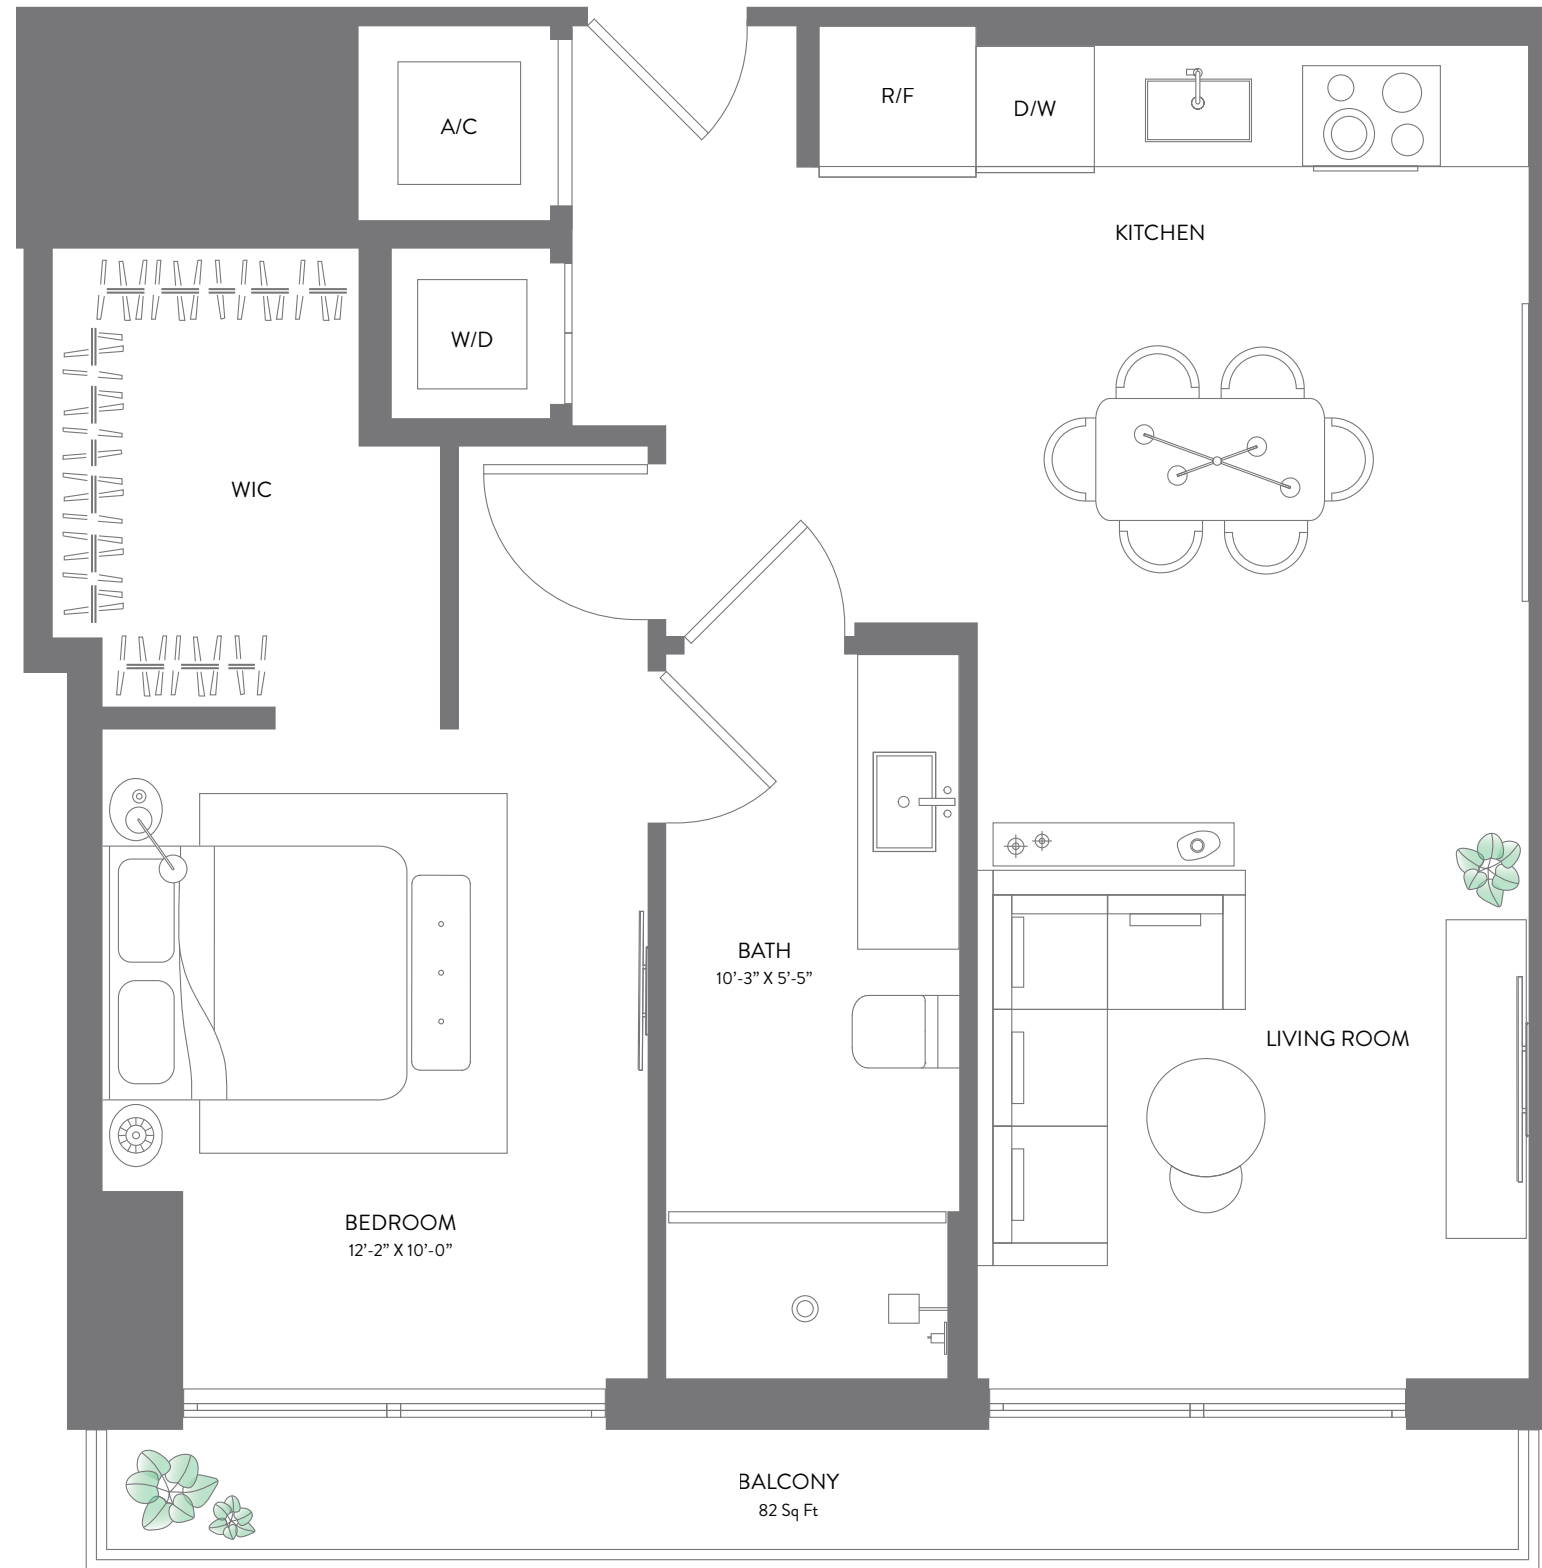 R/F
D/W
A/C
KITCHEN
W/D
WIC
BATH
10’-3” X 5’-5”
LIVING ROOM
BEDROOM
12’-2” X 10’-0”
BALCONY
82 Sq Ft